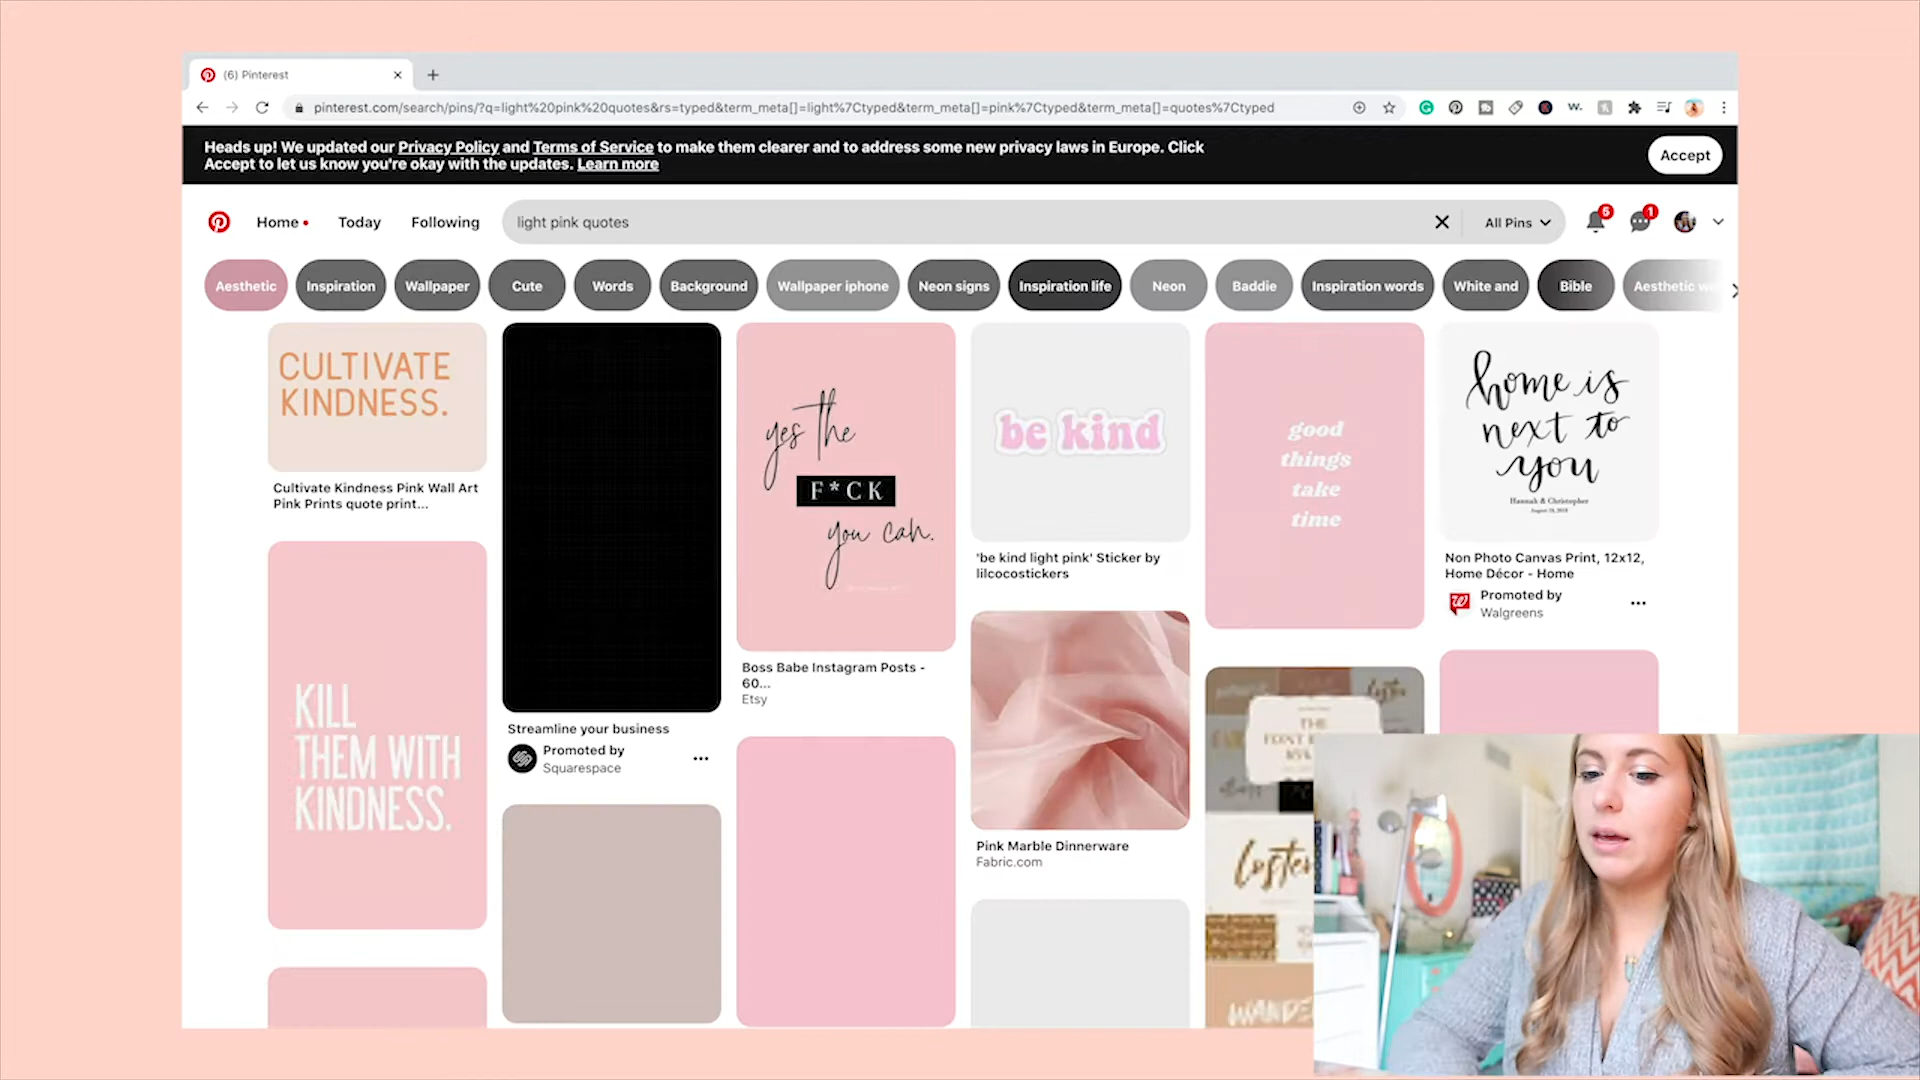 (6) Pinterest
pinterest.com/search/pins/?q=light%20pink%20quotes&rs=typed&term_meta[]=light%7Ctyped&term_meta[]=pink%7Ctyped&term_meta[]=quotes%7Ctyped
Heads up! We updated our Privacy Policy and Terms of Service to make them clearer and to address some new privacy laws in Europe. Click
Accept to let us know you're okay with the updates. Learn more
Accept
Home
Today
Following
light pink quotes
All Pins
5
1
Aesthetic
Inspiration
Wallpaper
Cute
Words
Background
Wallpaper iphone
Neon signs
Inspiration life
Neon
Baddie
Inspiration words
White and
Bible
Aesthetic
CULTIVATE
KINDNESS.
Cultivate Kindness Pink Wall Art
Pink Prints quote print...
KILL
THEM WITH
KINDNESS.
Streamline your business
Promoted by
Squarespace
yes the
F*CK
you can.
Boss Babe Instagram Posts -
60...
Etsy
be kind
'be kind light pink' Sticker by
lilcocostickers
Pink Marble Dinnerware
Fabric.com
good
things
take
time
THE
home is
next to
you
Hannah & Christopher
Non Photo Canvas Print, 12x12,
Home Décor - Home
Promoted by
Walgreens